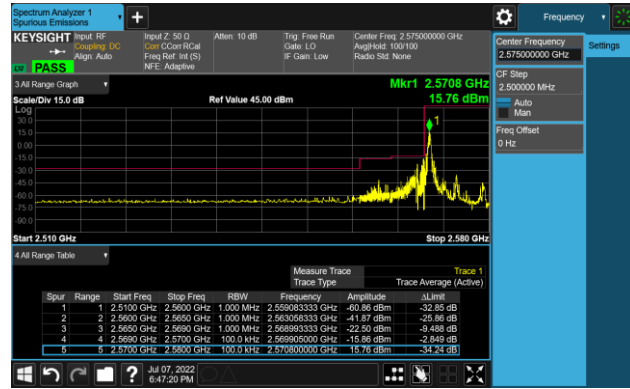 Spectrum Analyzer 1
Spurious Emissions
+
Frequency
KEYSIGHT
Input: RF
Coupling: DC
Align: Auto
Input Z: 50 Ω
Corr CCorr RCal
Freq Ref: Int (S)
NFE: Adaptive
Atten: 10 dB
Trig: Free Run
Gate: LO
IF Gain: Low
Center Freq: 2.575000000 GHz
Avg|Hold: 100/100
Radio Std: None
PASS
3 All Range Graph
Mkr1 2.5708 GHz
15.76 dBm
Scale/Div 15.0 dB
Ref Value 45.00 dBm
Log
30.0
15.0
0.00
-15.0
-30.0
-45.0
-60.0
-75.0
-90.0
1
Start 2.510 GHz
Stop 2.580 GHz
4 All Range Table
Measure Trace Trace 1
Trace Type Trace Average (Active)
Spur Range Start Freq Stop Freq RBW Frequency Amplitude ΔLimit
1 1 2.5100 GHz 2.5600 GHz 1.000 MHz 2.559083333 GHz -60.86 dBm -32.85 dB
2 2 2.5600 GHz 2.5650 GHz 1.000 MHz 2.563058333 GHz -41.87 dBm -25.86 dB
3 3 2.5650 GHz 2.5690 GHz 1.000 MHz 2.568993333 GHz -22.50 dBm -9.488 dB
4 4 2.5690 GHz 2.5700 GHz 100.0 kHz 2.569905000 GHz -15.86 dBm -2.849 dB
5 5 2.5700 GHz 2.5800 GHz 100.0 kHz 2.570800000 GHz 15.76 dBm -34.24 dB
Center Frequency
2.575000000 GHz
Settings
CF Step
2.500000 MHz
Auto
Man
Freq Offset
0 Hz
?
Jul 07, 2022
6:47:20 PM